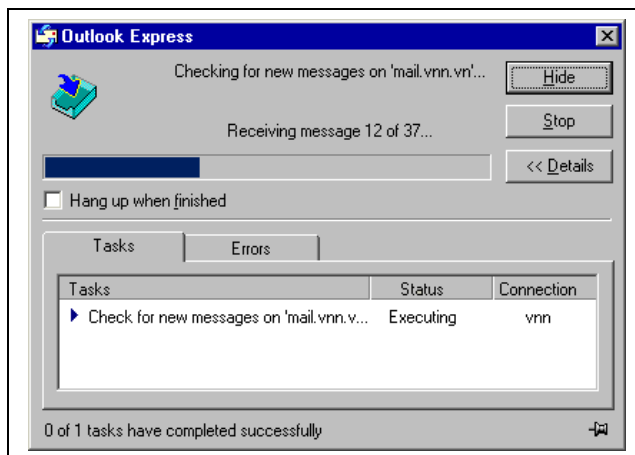 Outlook Express
Checking for new messages on 'mail.vnn.vn'...
Hide
Receiving message 12 of 37...
Stop
<< Details
Hang up when finished
Tasks Errors
Tasks Status Connection
Check for new messages on 'mail.vnn.v... Executing vnn
0 of 1 tasks have completed successfully